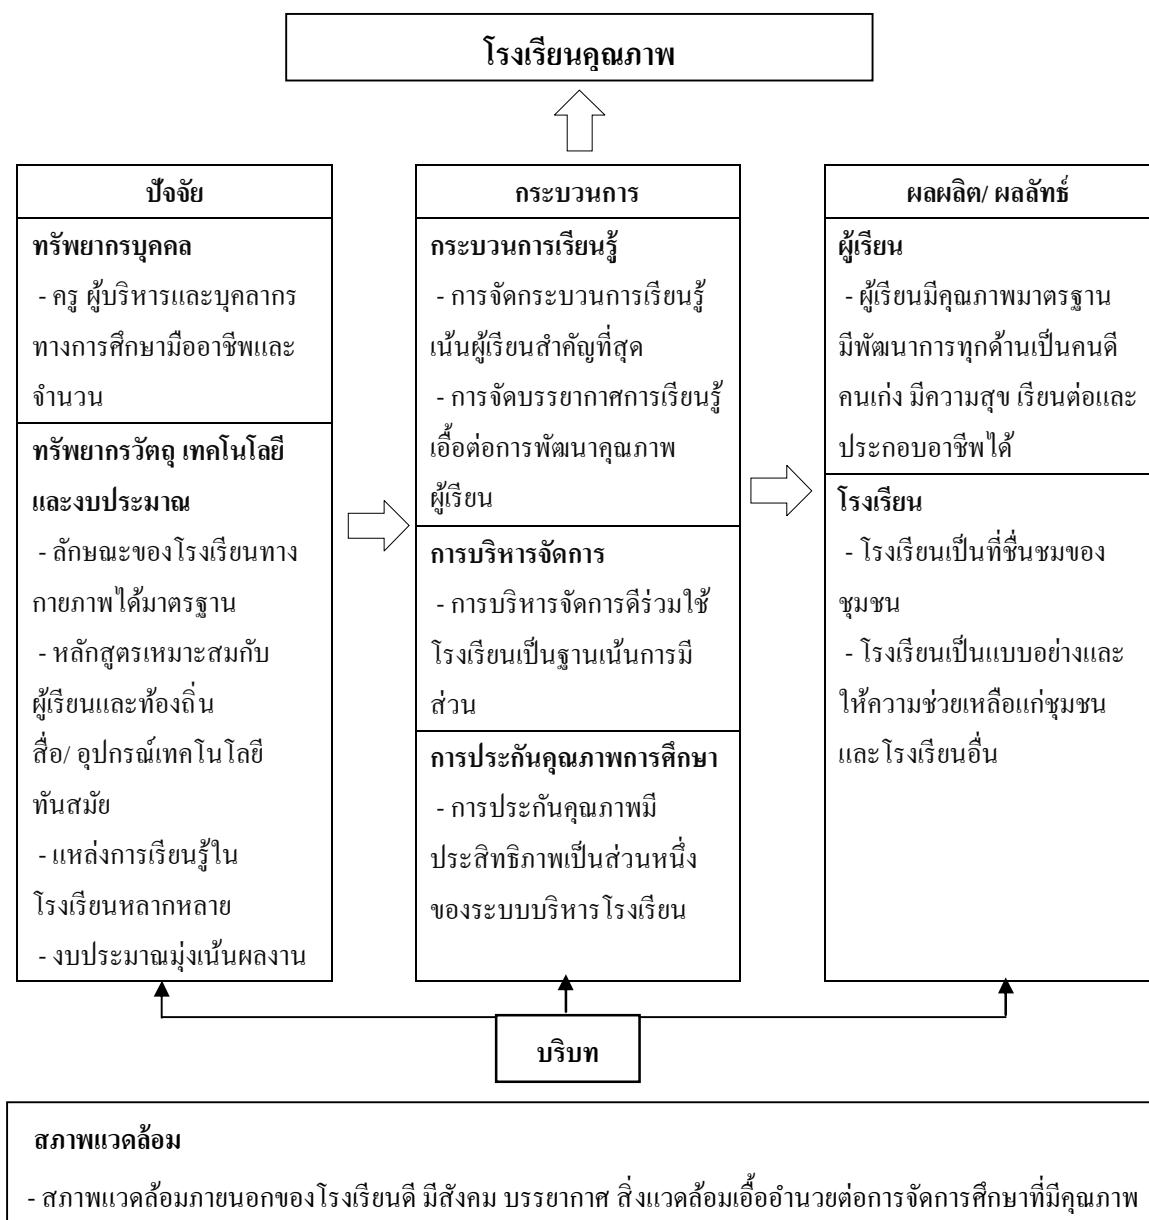 โรงเรียนคุณภาพ
ปัจจัย
ทรัพยากรบุคคล
- ครู ผู้บริหารและบุคลากร
ทางการศึกษามืออาชีพและ
จำนวน
ทรัพยากรวัตถุ เทคโนโลยี
และงบประมาณ
- ลักษณะของโรงเรียนทาง
กายภาพได้มาตรฐาน
- หลักสูตรเหมาะสมกับ
ผู้เรียนและท้องถิ่น
สื่อ/ อุปกรณ์เทคโนโลยี
ทันสมัย
- แหล่งการเรียนรู้ใน
โรงเรียนหลากหลาย
- งบประมาณมุ่งเน้นผลงาน
กระบวนการ
กระบวนการเรียนรู้
- การจัดกระบวนการเรียนรู้
เน้นผู้เรียนสำคัญที่สุด
- การจัดบรรยากาศการเรียนรู้
เอื้อต่อการพัฒนาคุณภาพ
ผู้เรียน
การบริหารจัดการ
- การบริหารจัดการดีร่วมใช้
โรงเรียนเป็นฐานเน้นการมี
ส่วน
การประกันคุณภาพการศึกษา
- การประกันคุณภาพมี
ประสิทธิภาพเป็นส่วนหนึ่ง
ของระบบบริหารโรงเรียน
ผลผลิต/ ผลลัทธ์
ผู้เรียน
- ผู้เรียนมีคุณภาพมาตรฐาน
มีพัฒนาการทุกด้านเป็นคนดี
คนเก่ง มีความสุข เรียนต่อและ
ประกอบอาชีพได้
โรงเรียน
- โรงเรียนเป็นที่ชื่นชมของ
ชุมชน
- โรงเรียนเป็นแบบอย่างและ
ให้ความช่วยเหลือแก่ชุมชน
และโรงเรียนอื่น
บริบท
สภาพแวดล้อม
- สภาพแวดล้อมภายนอกของโรงเรียนดี มีสังคม บรรยากาศ สิ่งแวดล้อมเอื้ออำนวยต่อการจัดการศึกษาที่มีคุณภาพ